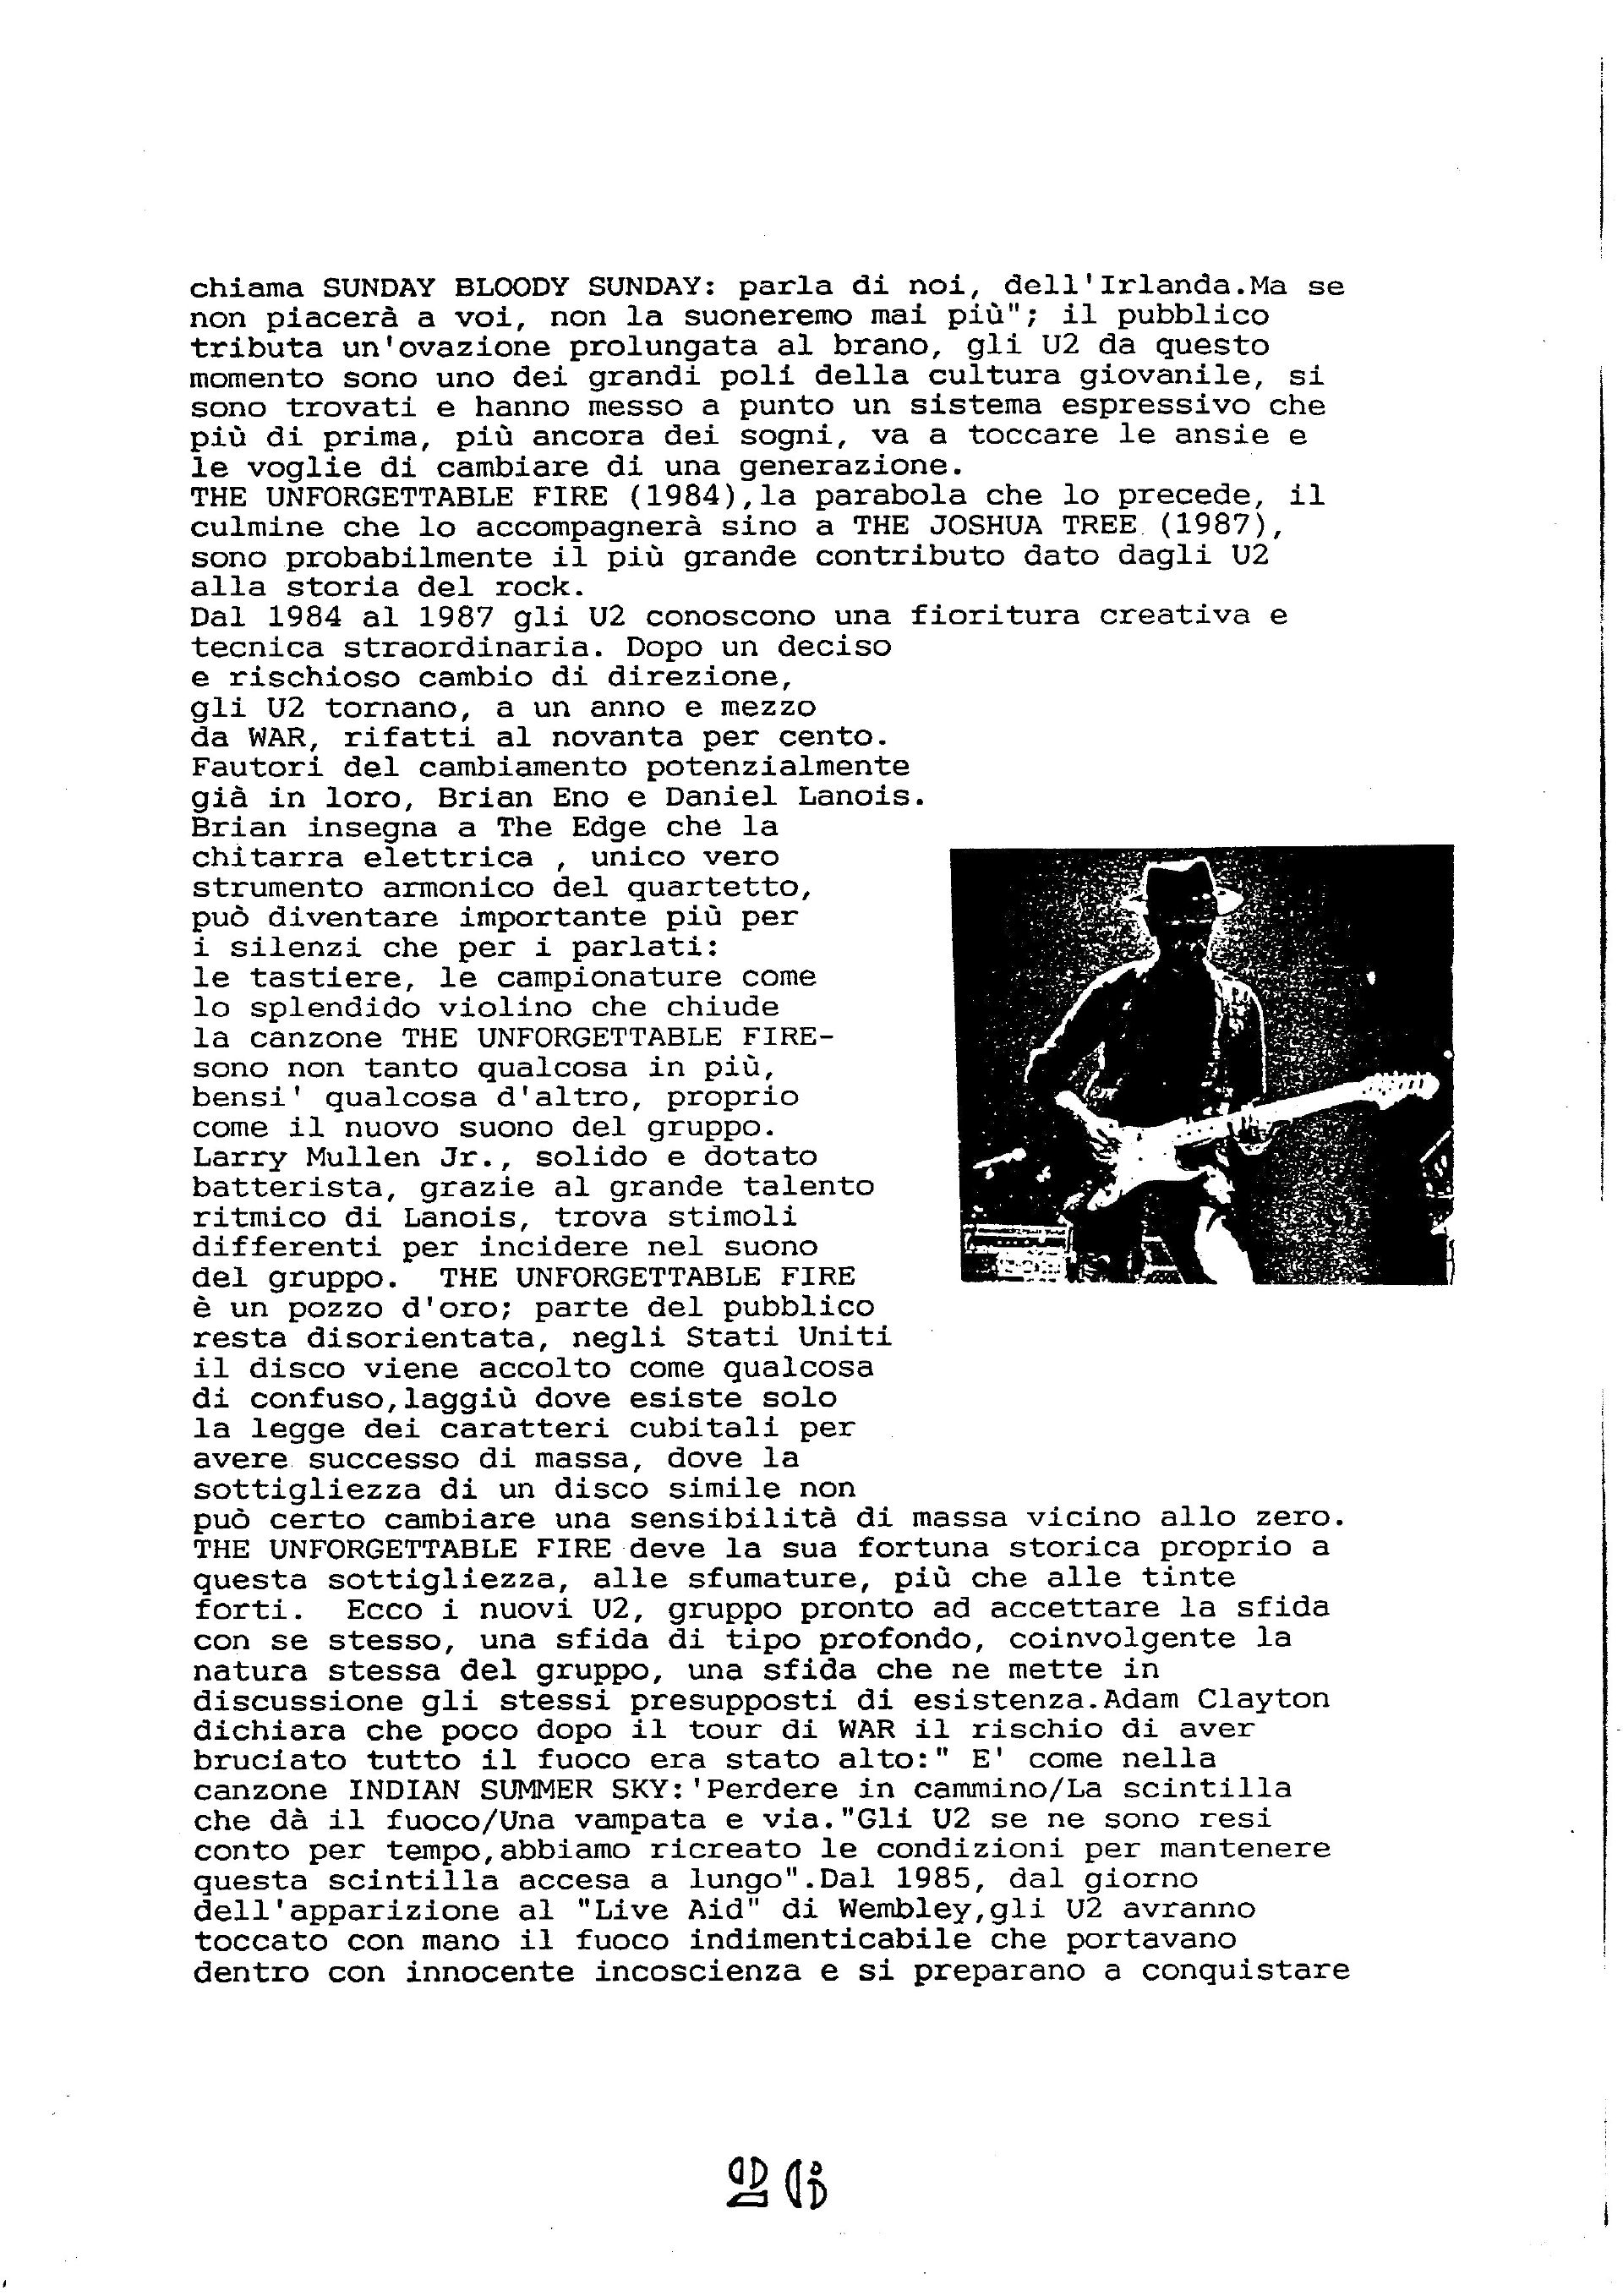 chiama SUNDAY BLOODY SUNDAY: parla di noi, dell'Irlanda.Ma se
non piacerà a voi, non la suoneremo mai più"; il pubblico
tributa un'ovazione prolungata al brano, gli U2 da questo
momento sono uno dei grandi poli della cultura giovanile, si
sono trovati e hanno messo a punto un sistema espressivo che
più di prima, più ancora dei sogni, va a toccare le ansie e
le voglie di cambiare di una generazione.
THE UNFORGETTABLE FIRE (1984),la parabola che lo precede, il
culmine che lo accompagnerà sino a THE JOSHUA TREE (1987),
sono probabilmente il più grande contributo dato dagli U2
alla storia del rock.
Dal 1984 al 1987 gli U2 conoscono una fioritura creativa e
tecnica straordinaria. Dopo un deciso
e rischioso cambio di direzione,
gli U2 tornano, a un anno e mezzo
da WAR, rifatti al novanta per cento.
Fautori del cambiamento potenzialmente
già in loro, Brian Eno e Daniel Lanois.
Brian insegna a The Edge che la
chitarra elettrica , unico vero
strumento armonico del quartetto,
può diventare importante più per
i silenzi che per i parlati:
le tastiere, le campionature come
lo splendido violino che chiude
la canzone THE UNFORGETTABLE FIRE-
sono non tanto qualcosa in più,
bensi' qualcosa d'altro, proprio
come il nuovo suono del gruppo.
Larry Mullen Jr., solido e dotato
batterista, grazie al grande talento
ritmico di Lanois, trova stimoli
differenti per incidere nel suono
del gruppo.  THE UNFORGETTABLE FIRE
è un pozzo d'oro; parte del pubblico
resta disorientata, negli Stati Uniti
il disco viene accolto come qualcosa
di confuso,laggiù dove esiste solo
la legge dei caratteri cubitali per
avere successo di massa, dove la
sottigliezza di un disco simile non
può certo cambiare una sensibilità di massa vicino allo zero.
THE UNFORGETTABLE FIRE deve la sua fortuna storica proprio a
questa sottigliezza, alle sfumature, più che alle tinte
forti.  Ecco i nuovi U2, gruppo pronto ad accettare la sfida
con se stesso, una sfida di tipo profondo, coinvolgente la
natura stessa del gruppo, una sfida che ne mette in
discussione gli stessi presupposti di esistenza.Adam Clayton
dichiara che poco dopo il tour di WAR il rischio di aver
bruciato tutto il fuoco era stato alto:" E' come nella
canzone INDIAN SUMMER SKY:'Perdere in cammino/La scintilla
che dà il fuoco/Una vampata e via."Gli U2 se ne sono resi
conto per tempo,abbiamo ricreato le condizioni per mantenere
questa scintilla accesa a lungo".Dal 1985, dal giorno
dell'apparizione al "Live Aid" di Wembley,gli U2 avranno
toccato con mano il fuoco indimenticabile che portavano
dentro con innocente incoscienza e si preparano a conquistare